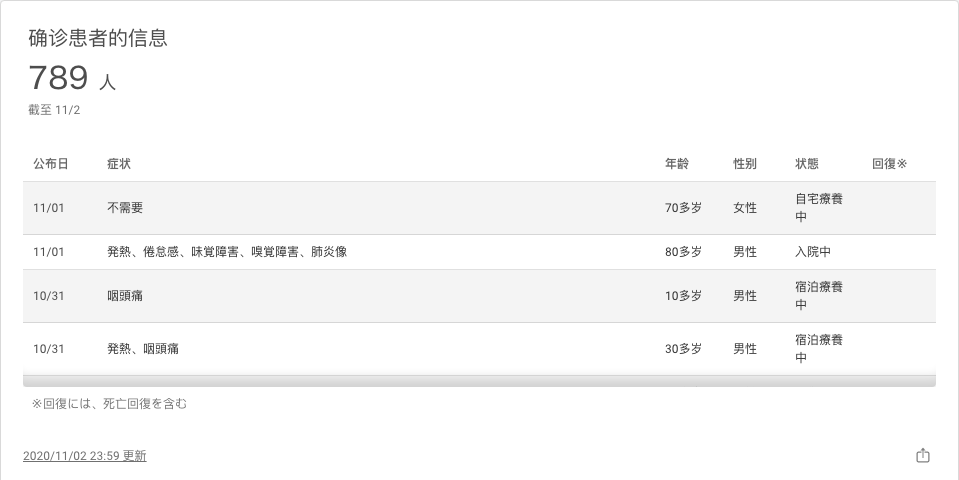 确诊患者的信息
789 人
截至 11/2
公布日 症状 年龄 性别 状態 回復※
11/01 不需要 70多岁 女性 自宅療養中
11/01 発熱、倦怠感、味覚障害、嗅覚障害、肺炎像 80多岁 男性 入院中
10/31 咽頭痛 10多岁 男性 宿泊療養中
10/31 発熱、咽頭痛 30多岁 男性 宿泊療養中
※回復には、死亡回復を含む
2020/11/02 23:59 更新